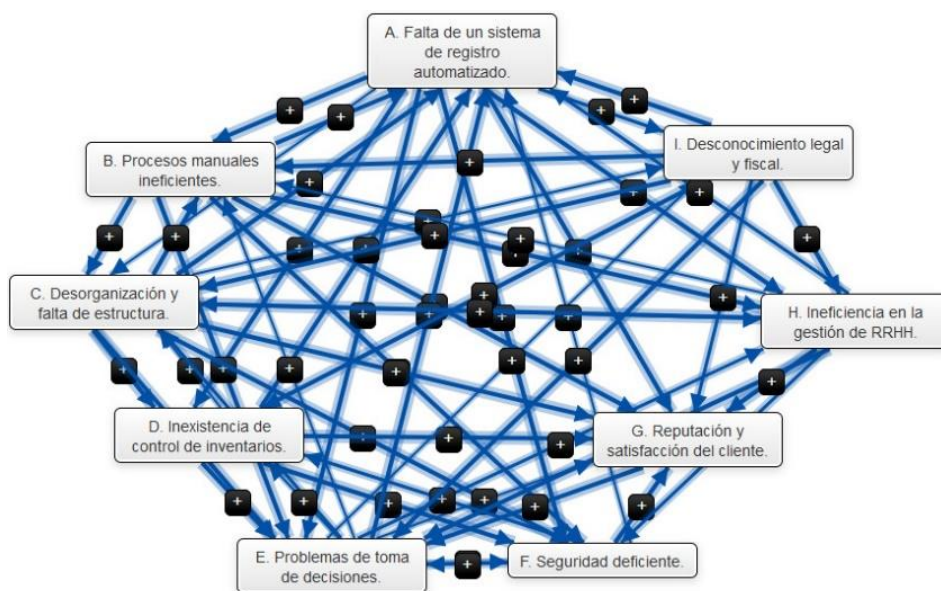 A. Falta de un sistema
de registro
automatizado.
B. Procesos manuales
ineficientes.
I. Desconocimiento legal
y fiscal.
C. Desorganización y
falta de estructura.
H. Ineficiencia en la
gestión de RRHH.
D. Inexistencia de
control de inventarios.
G. Reputación y
satisfacción del cliente.
E. Problemas de toma
de decisiones.
F. Seguridad deficiente.